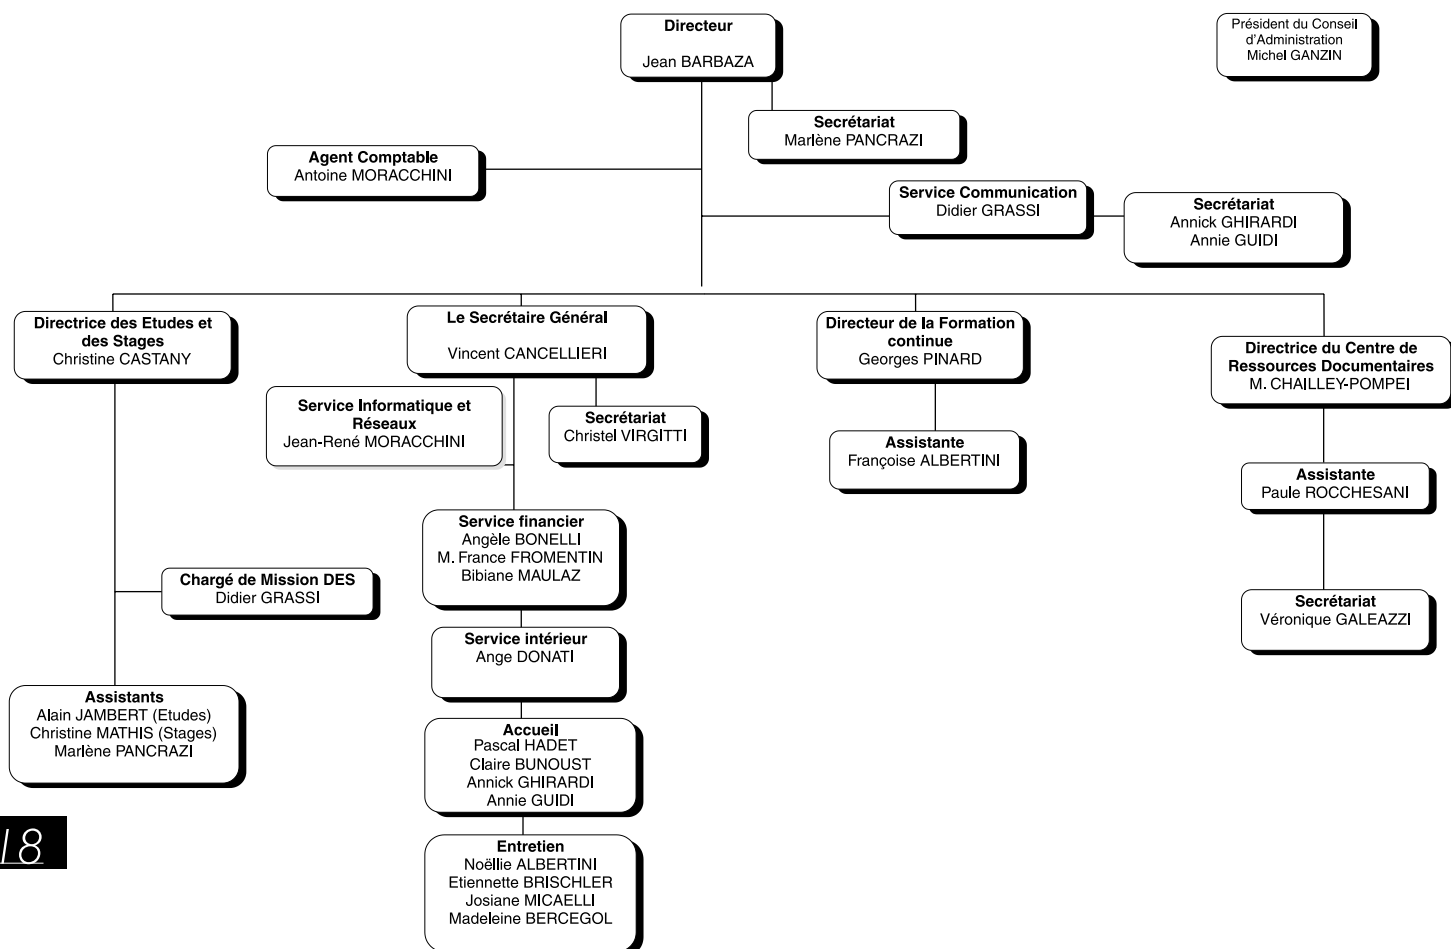 Directeur
Jean BARBAZA
Président du Conseil
d'Administration
Michel GANZIN
Secrétariat
Marlène PANCRAZI
Agent Comptable
Antoine MORACCHINI
Service Communication
Didier GRASSI
Secrétariat
Annick GHIRARDI
Annie GUIDI
Directrice des Etudes et
des Stages
Christine CASTANY
Le Secrétaire Général
Vincent CANCELLIERI
Directeur de la Formation
continue
Georges PINARD
Directrice du Centre de
Ressources Documentaires
M. CHAILLEY-POMPEI
Service Informatique et
Réseaux
Jean-René MORACCHINI
Secrétariat
Christel VIRGITTI
Assistante
Françoise ALBERTINI
Assistante
Paule ROCCHESANI
Service financier
Angèle BONELLI
M. France FROMENTIN
Bibiane MAULAZ
Chargé de Mission DES
Didier GRASSI
Secrétariat
Véronique GALEAZZI
Service intérieur
Ange DONATI
Assistants
Alain JAMBERT (Etudes)
Christine MATHIS (Stages)
Marlène PANCRAZI
Accueil
Pascal HADET
Claire BUNOUST
Annick GHIRARDI
Annie GUIDI
18
Entretien
Noëllie ALBERTINI
Etiennette BRISCHLER
Josiane MICAELLI
Madeleine BERCEGOL